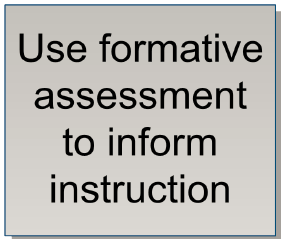 Use formative
assessment
to inform
instruction